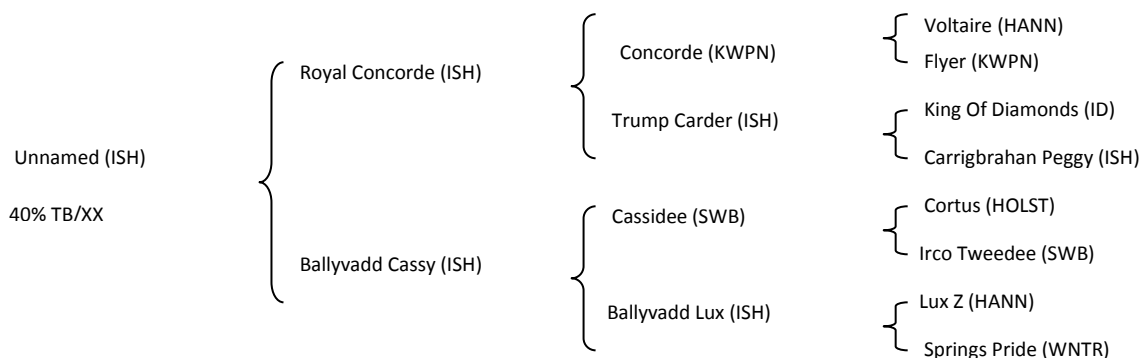 Unnamed (ISH)
40% TB/XX
Royal Concorde (ISH)
Ballyvadd Cassy (ISH)
Concorde (KWPN)
Trump Carder (ISH)
Cassidee (SWB)
Ballyvadd Lux (ISH)
Voltaire (HANN)
Flyer (KWPN)
King Of Diamonds (ID)
Carrigbrahan Peggy (ISH)
Cortus (HOLST)
Irco Tweedee (SWB)
Lux Z (HANN)
Springs Pride (WNTR)